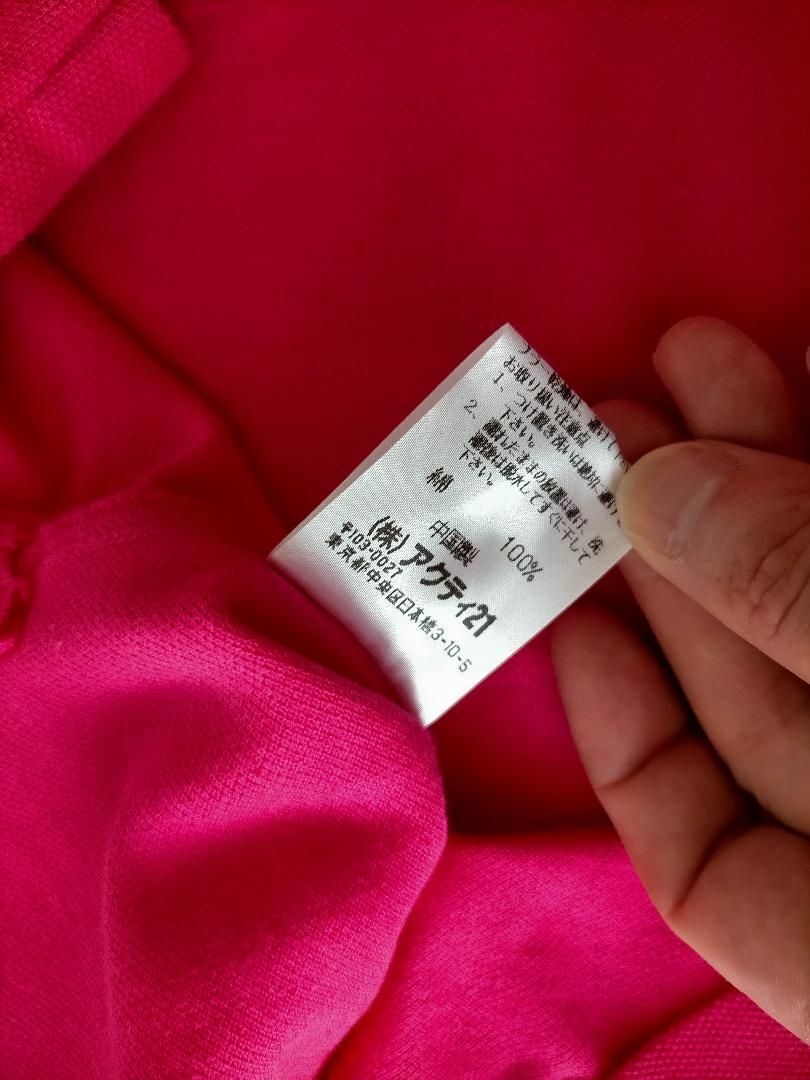 お取り扱い注意点
1、つけ置き洗いは絶対に避けて
下さい。
2、濡れたままの放置は避け、洗
濯後は脱水してすぐに干して
下さい。
綿 100%
中国製
(株)アクティ21
〒103-0027
東京都中央区日本橋3-10-5